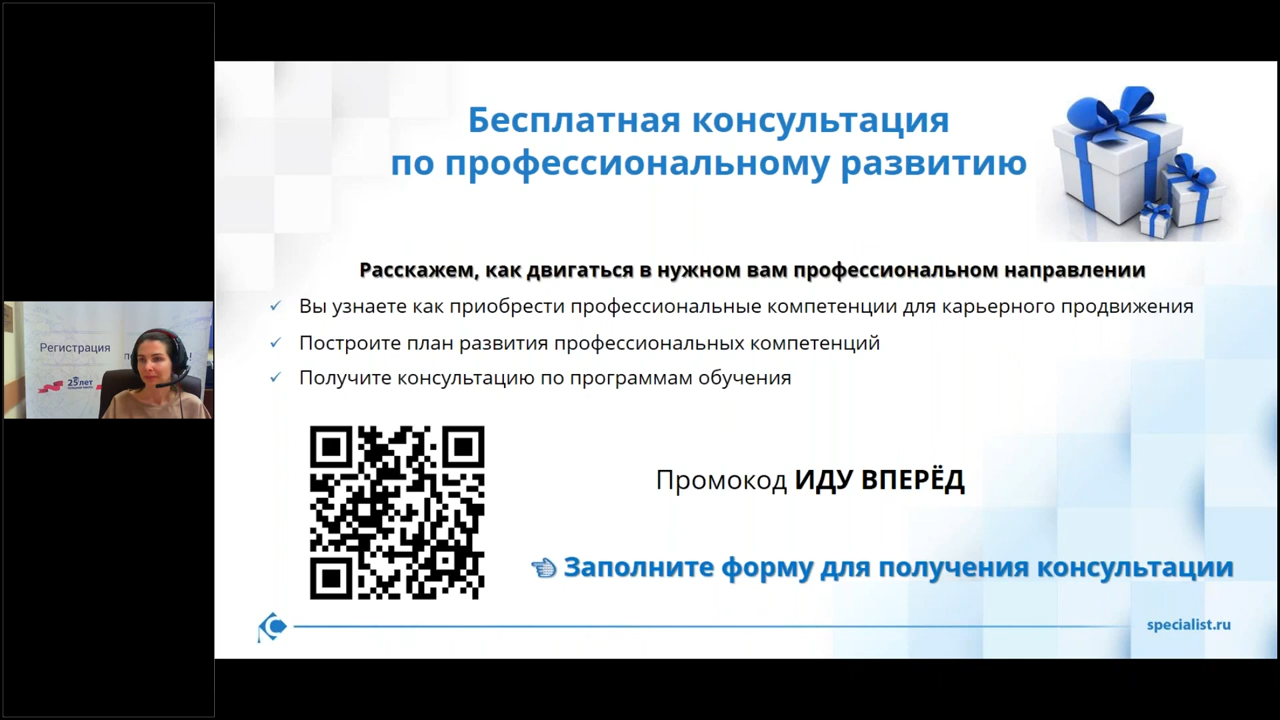 Бесплатная консультация
по профессиональному развитию
Расскажем, как двигаться в нужном вам профессиональном направлении
Вы узнаете как приобрести профессиональные компетенции для карьерного продвижения
Построите план развития профессиональных компетенций
Получите консультацию по программам обучения
Промокод ИДУ ВПЕРЁД
Заполните форму для получения консультации
specialist.ru
Регистрация
25 лет